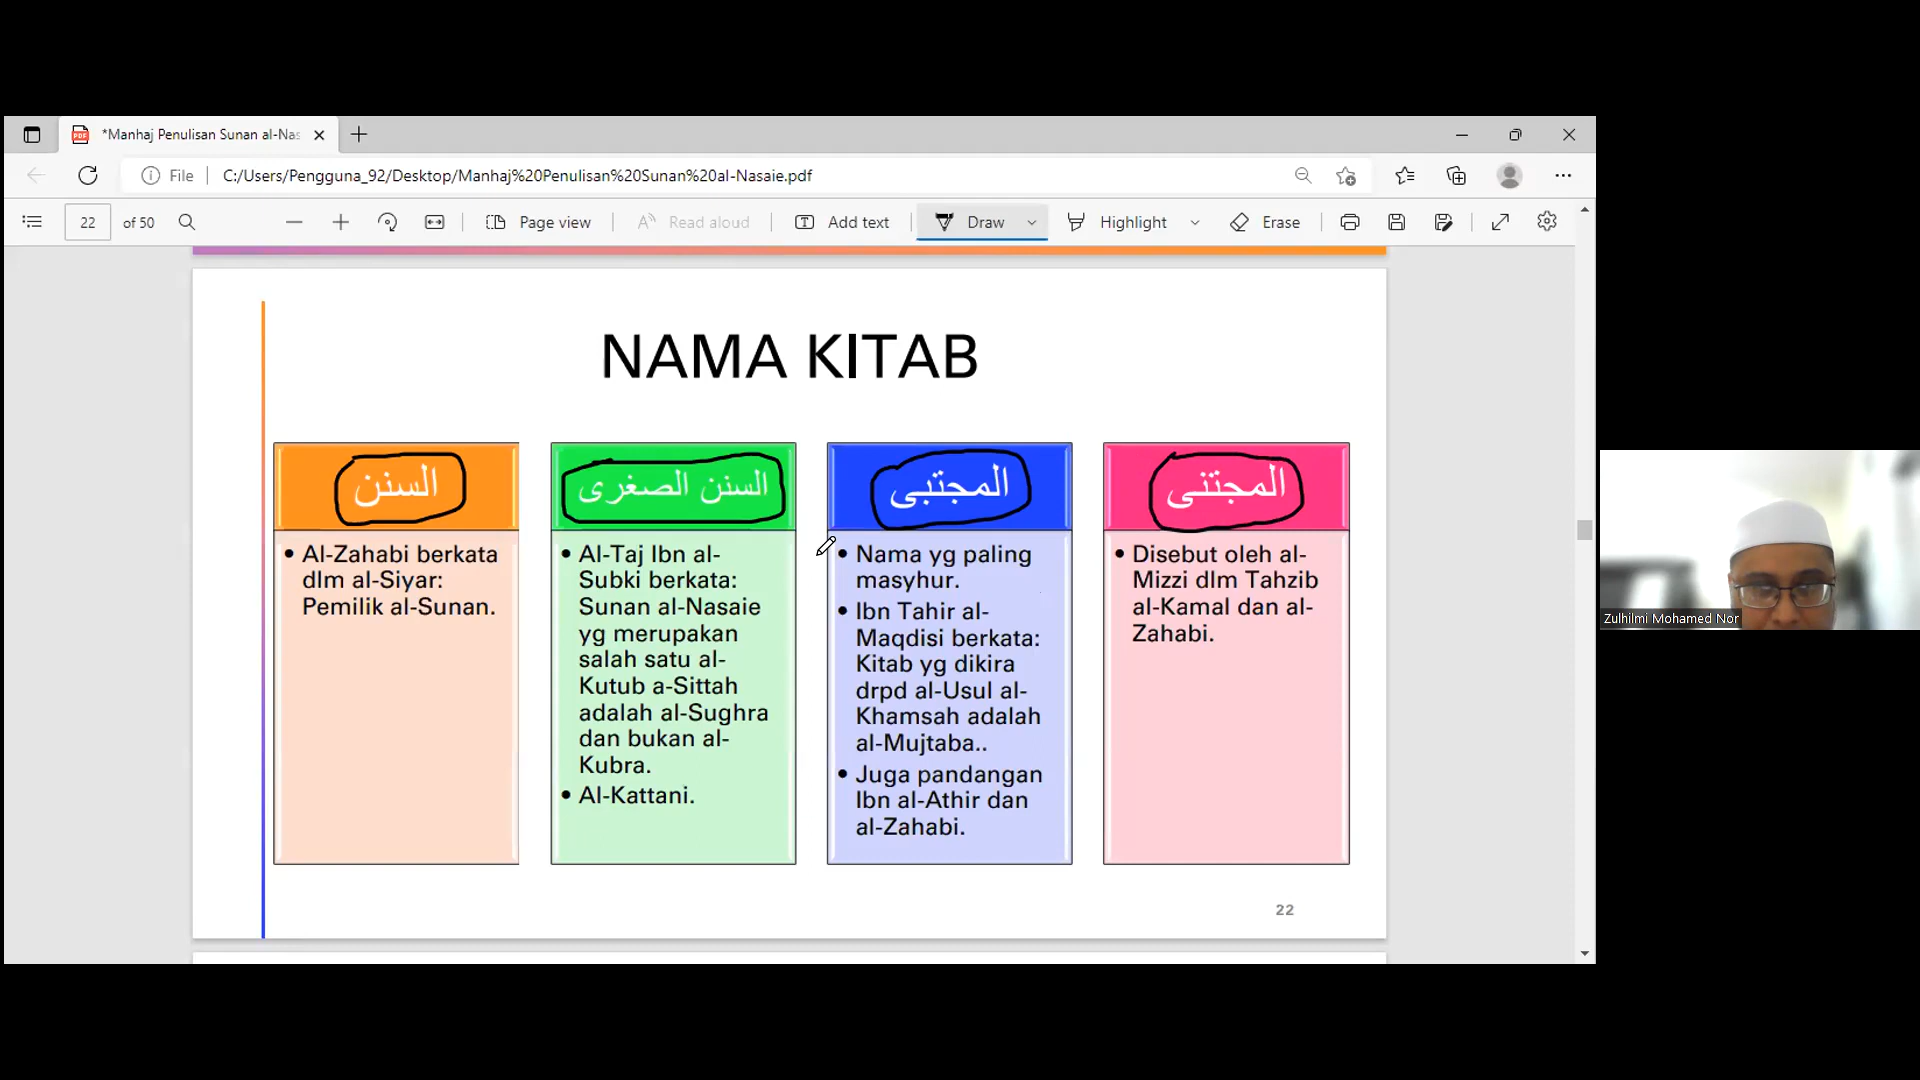 *Manhaj Penulisan Sunan al-Nas
File
C:/Users/Pengguna_92/Desktop/Manhaj%20Penulisan%20Sunan%20al-Nasaie.pdf
22 of 50
Page view
Read aloud
Add text
Draw
Highlight
Erase
NAMA KITAB
السنن
• Al-Zahabi berkata
dlm al-Siyar:
Pemilik al-Sunan.
السنن الصغرى
• Al-Taj Ibn al-
Subki berkata:
Sunan al-Nasaie
yg merupakan
salah satu al-
Kutub a-Sittah
adalah al-Sughra
dan bukan al-
Kubra.
• Al-Kattani.
المجتبى
• Nama yg paling
masyhur.
• Ibn Tahir al-
Maqdisi berkata:
Kitab yg dikira
drpd al-Usul al-
Khamsah adalah
al-Mujtaba..
• Juga pandangan
Ibn al-Athir dan
al-Zahabi.
المجتنى
• Disebut oleh al-
Mizzi dlm Tahzib
al-Kamal dan al-
Zahabi.
22
Zulhilmi Mohamed Nor